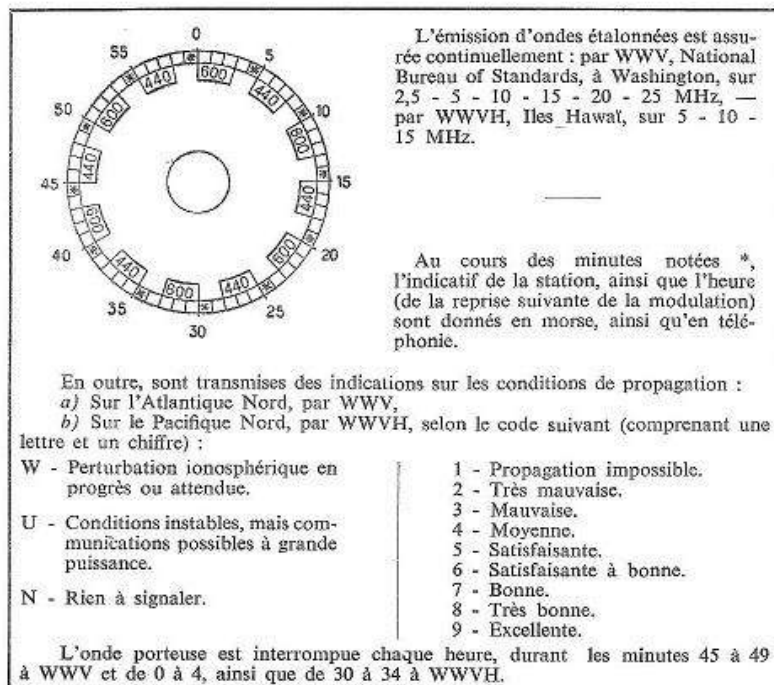 0
5
10
15
20
25
30
35
40
45
50
55
600
440
600
440
600
440
600
440
600
440
600
440
* * * * * * * * * * * *
L'émission d'ondes étalonnées est assu-
rée continuellement : par WWV, National
Bureau of Standards, à Washington, sur
2,5 - 5 - 10 - 15 - 20 - 25 MHz, —
par WWVH, Iles Hawaï, sur 5 - 10 -
15 MHz.
Au cours des minutes notées *,
l'indicatif de la station, ainsi que l'heure
(de la reprise suivante de la modulation)
sont donnés en morse, ainsi qu'en télé-
phonie.
En outre, sont transmises des indications sur les conditions de propagation :
a) Sur l'Atlantique Nord, par WWV,
b) Sur le Pacifique Nord, par WWVH, selon le code suivant (comprenant une
lettre et un chiffre) :
W - Perturbation ionosphérique en
progrès ou attendue.
U - Conditions instables, mais com-
munications possibles à grande
puissance.
N - Rien à signaler.
1 - Propagation impossible.
2 - Très mauvaise.
3 - Mauvaise.
4 - Moyenne.
5 - Satisfaisante.
6 - Satisfaisante à bonne.
7 - Bonne.
8 - Très bonne.
9 - Excellente.
L'onde porteuse est interrompue chaque heure, durant les minutes 45 à 49
à WWV et de 0 à 4, ainsi que de 30 à 34 à WWVH.